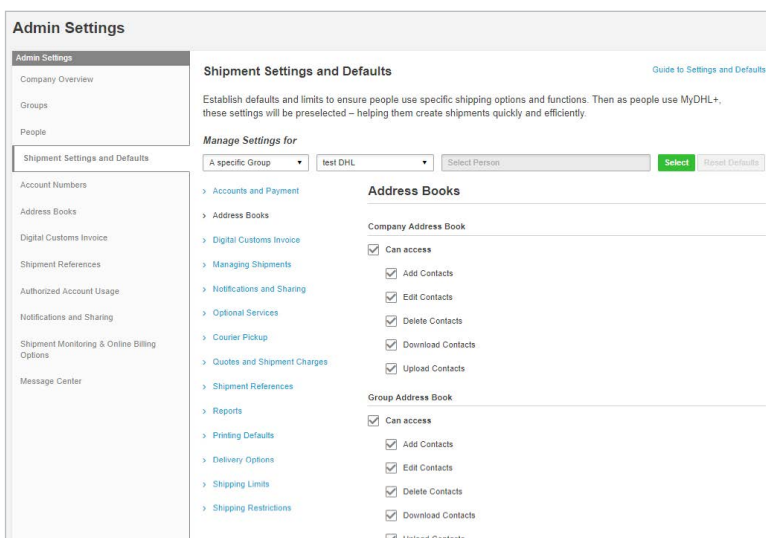 Admin Settings
Admin Settings
Company Overview
Groups
People
Shipment Settings and Defaults
Account Numbers
Address Books
Digital Customs Invoice
Shipment References
Authorized Account Usage
Notifications and Sharing
Shipment Monitoring & Online Billing
Options
Message Center
Shipment Settings and Defaults
Guide to Settings and Defaults
Establish defaults and limits to ensure people use specific shipping options and functions. Then as people use MyDHL+,
these settings will be preselected – helping them create shipments quickly and efficiently.
Manage Settings for
A specific Group
test DHL
Select Person
Select
Reset Defaults
Accounts and Payment
Address Books
Digital Customs Invoice
Managing Shipments
Notifications and Sharing
Optional Services
Courier Pickup
Quotes and Shipment Charges
Shipment References
Reports
Printing Defaults
Delivery Options
Shipping Limits
Shipping Restrictions
Address Books
Company Address Book
Can access
Add Contacts
Edit Contacts
Delete Contacts
Download Contacts
Upload Contacts
Group Address Book
Can access
Add Contacts
Edit Contacts
Delete Contacts
Download Contacts
Upload Contacts